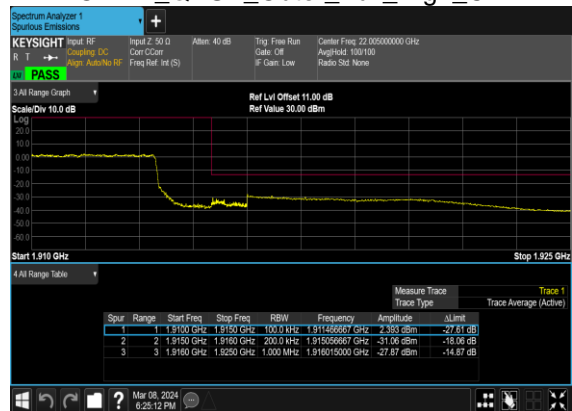 Spectrum Analyzer 1
Spurious Emissions
KEYSIGHT
R T
Input: RF
Coupling: DC
Align: Auto/No RF
Input Z: 50 Ω
Corr CCorr
Freq Ref: Int (S)
Atten: 40 dB
Trig: Free Run
Gate: Off
IF Gain: Low
Center Freq: 22.005000000 GHz
Avg|Hold: 100/100
Radio Std: None
PASS
3 All Range Graph
Ref Lvl Offset 11.00 dB
Scale/Div 10.0 dB
Ref Value 30.00 dBm
Log
20.0
10.0
0.00
-10.0
-20.0
-30.0
-40.0
-50.0
-60.0
Start 1.910 GHz
Stop 1.925 GHz
4 All Range Table
Measure Trace Trace 1
Trace Type Trace Average (Active)
Spur Range Start Freq Stop Freq RBW Frequency Amplitude ΔLimit
1 1 1.9100 GHz 1.9150 GHz 100.0 kHz 1.911466667 GHz 2.393 dBm -27.61 dB
2 2 1.9150 GHz 1.9160 GHz 200.0 kHz 1.915056667 GHz -31.06 dBm -18.06 dB
3 3 1.9160 GHz 1.9250 GHz 1.000 MHz 1.916015000 GHz -27.87 dBm -14.87 dB
Mar 08, 2024
6:25:12 PM